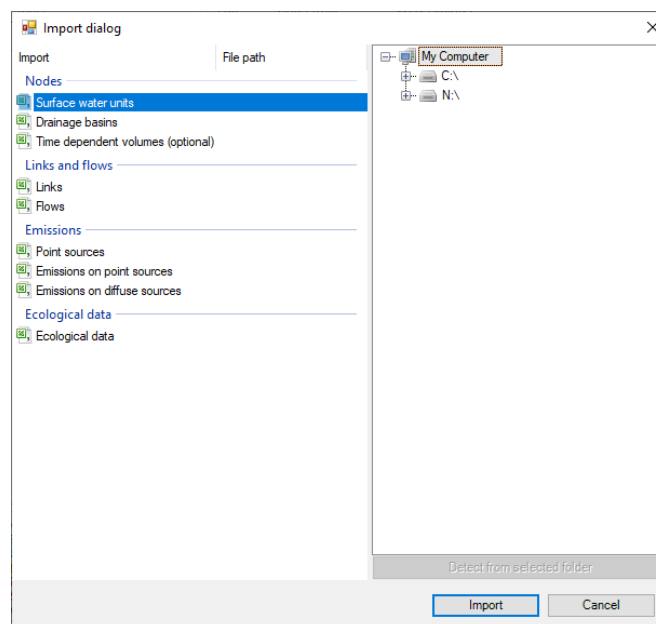 Import dialog
Import File path
Nodes
Surface water units
Drainage basins
Time dependent volumes (optional)
Links and flows
Links
Flows
Emissions
Point sources
Emissions on point sources
Emissions on diffuse sources
Ecological data
Ecological data
My Computer
C:\
N:\
Detect from selected folder
Import Cancel